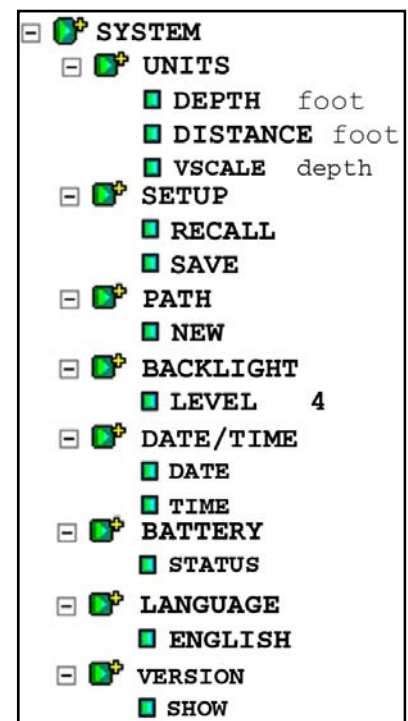 SYSTEM
UNITS
DEPTH foot
DISTANCE foot
VSCALE depth
SETUP
RECALL
SAVE
PATH
NEW
BACKLIGHT
LEVEL 4
DATE/TIME
DATE
TIME
BATTERY
STATUS
LANGUAGE
ENGLISH
VERSION
SHOW